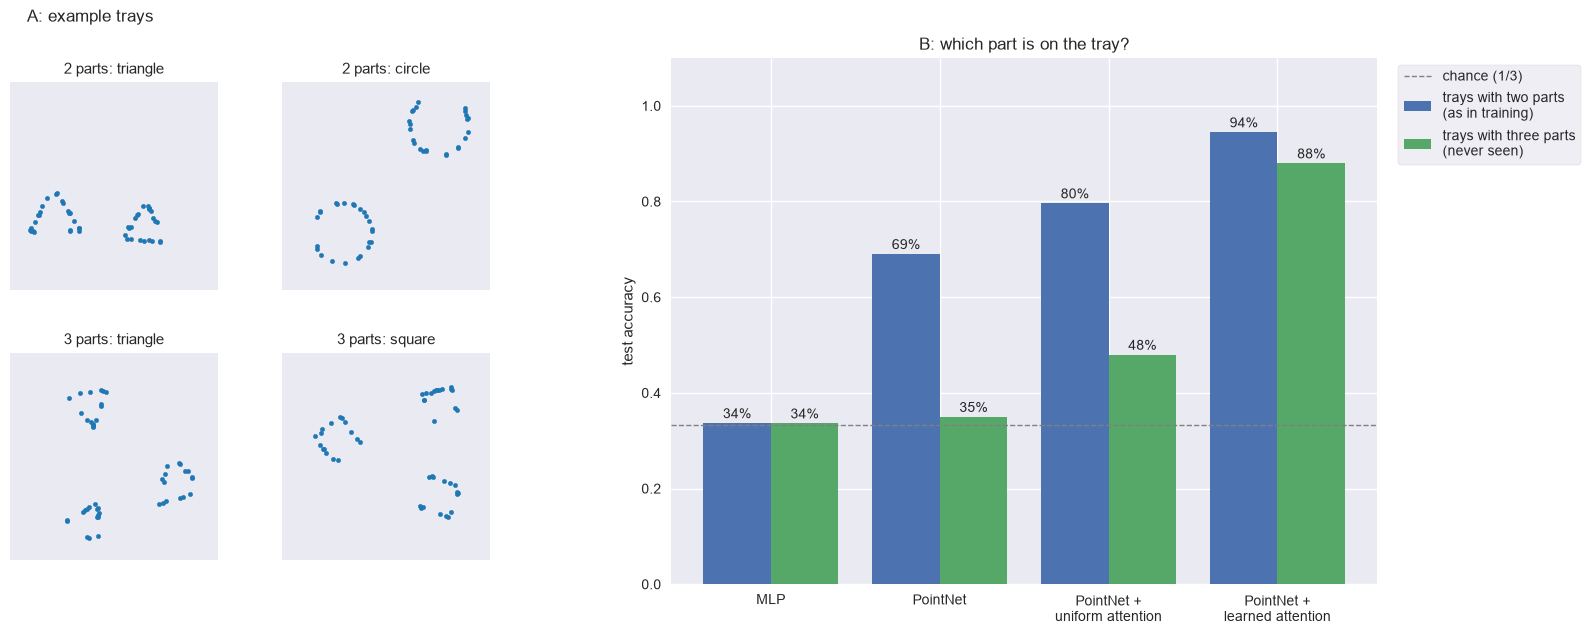 A: example trays
2 parts: triangle
2 parts: circle
3 parts: triangle
3 parts: square
B: which part is on the tray?
test accuracy
1.0
0.8
0.6
0.4
0.2
0.0
34%
34%
69%
35%
80%
48%
94%
88%
MLP
PointNet
PointNet +
uniform attention
PointNet +
learned attention
chance (1/3)
trays with two parts
(as in training)
trays with three parts
(never seen)